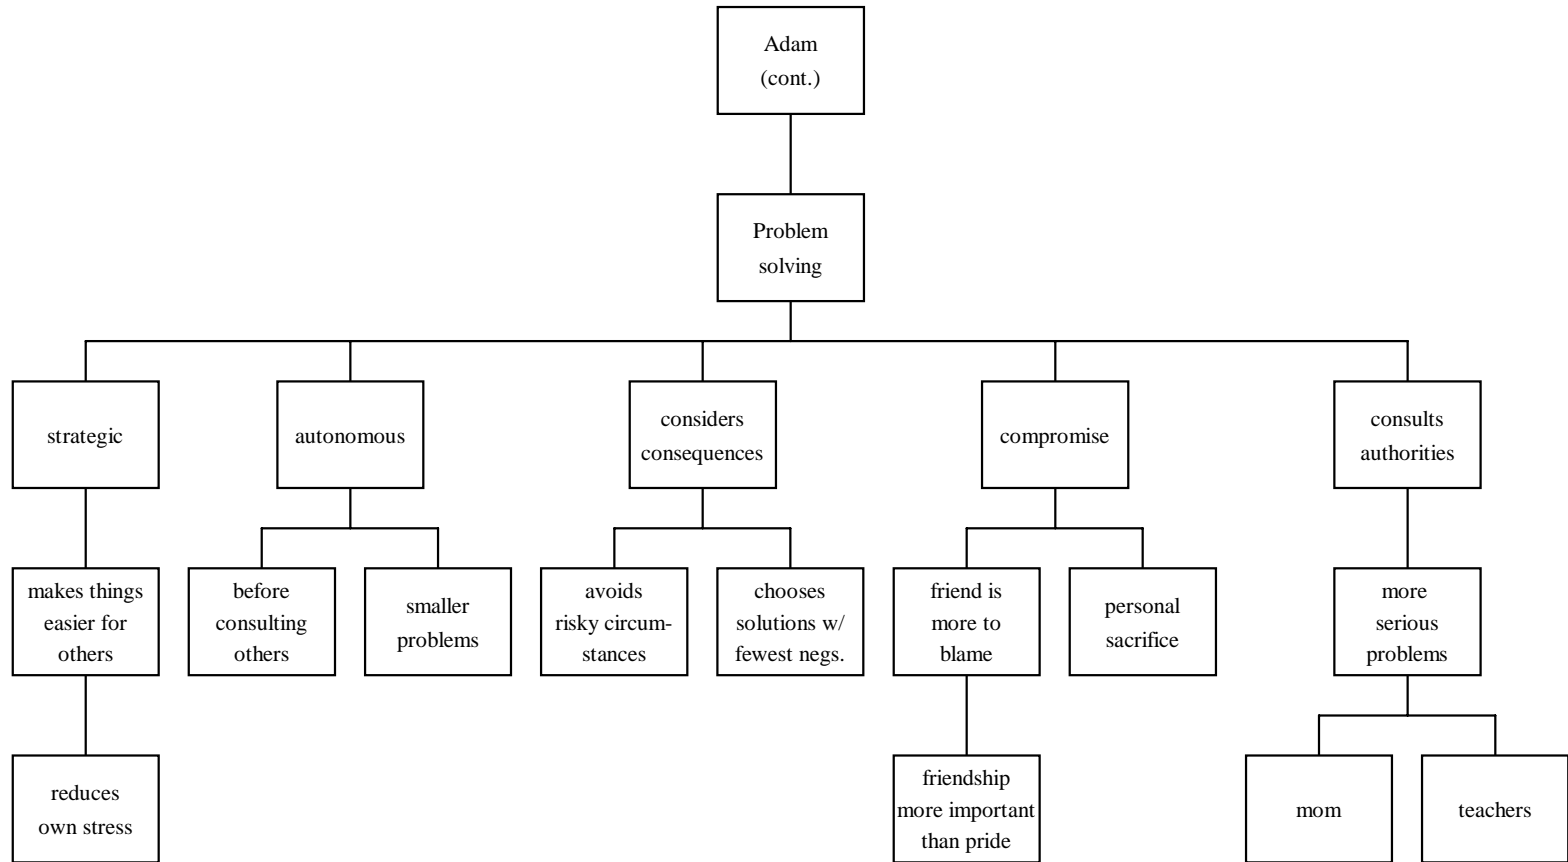 Adam
(cont.)
Problem
solving
strategic
autonomous
considers
consequences
compromise
consults
authorities
makes things
easier for
others
before
consulting
others
smaller
problems
avoids
risky circum-
stances
chooses
solutions w/
fewest negs.
friend is
more to
blame
personal
sacrifice
more
serious
problems
reduces
own stress
friendship
more important
than pride
mom
teachers